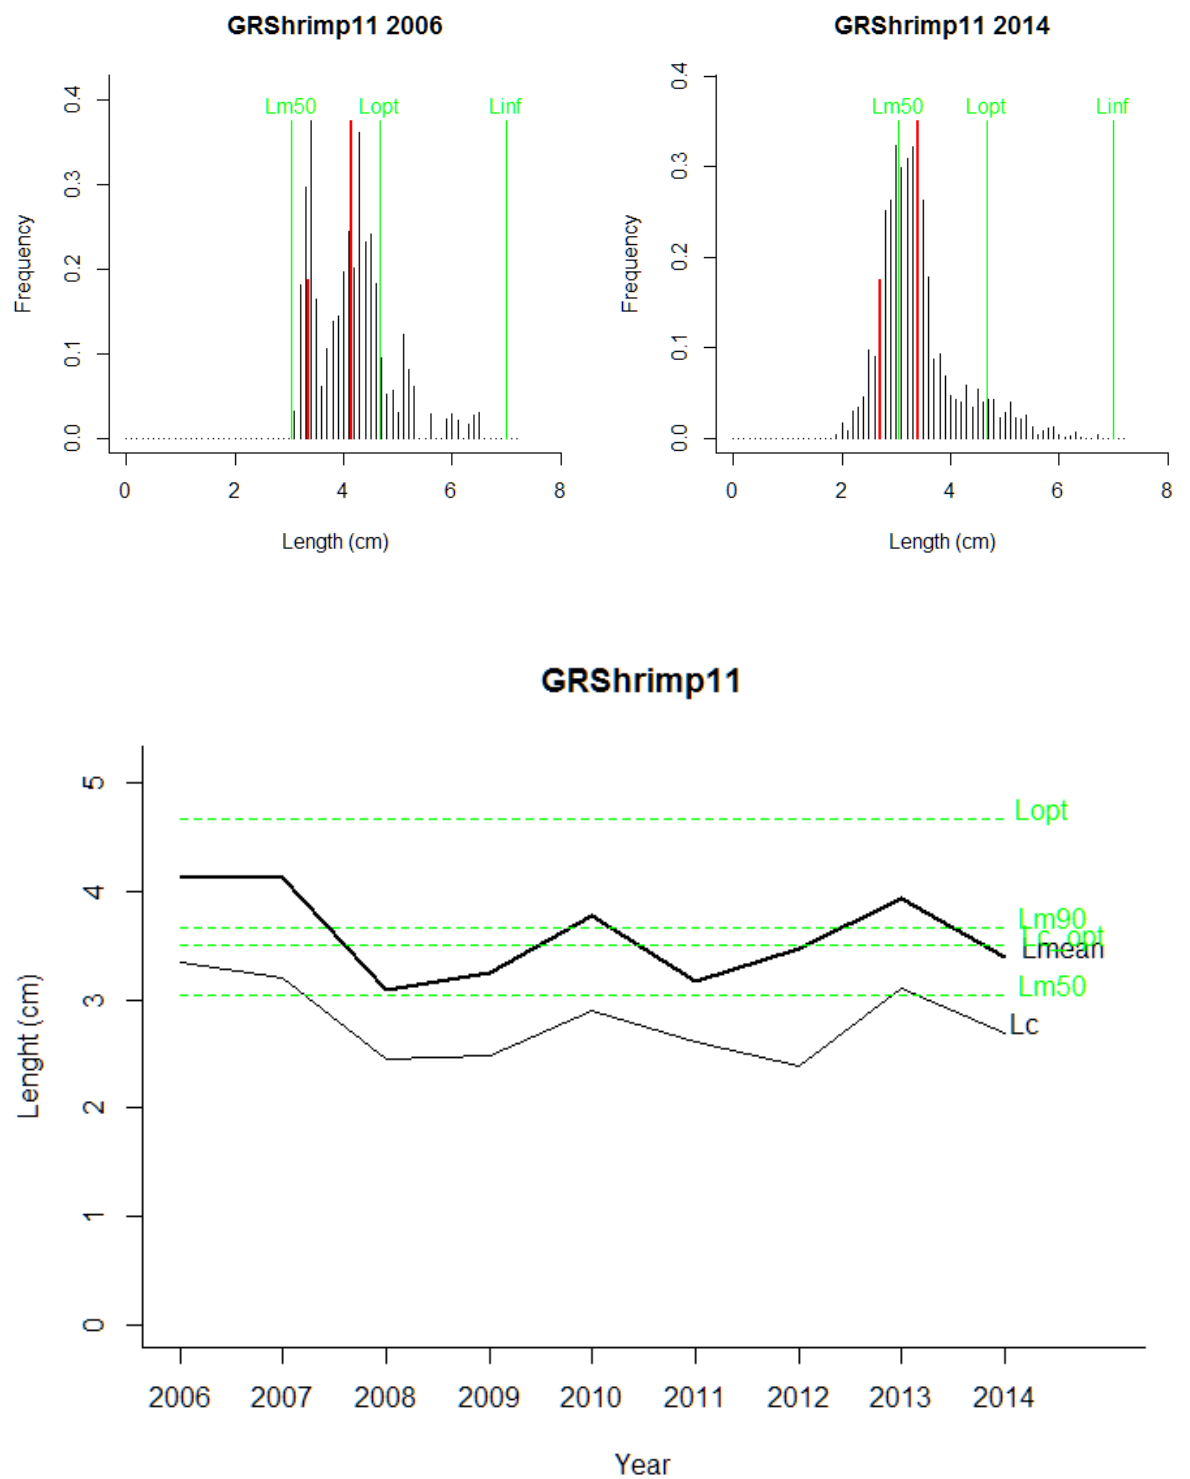 GRShrimp11 2006
Frequency
0.0 0.1 0.2 0.3 0.4
Lm50 Lopt Linf
0 2 4 6 8
Length (cm)
GRShrimp11 2014
Frequency
0.0 0.1 0.2 0.3 0.4
Lm50 Lopt Linf
0 2 4 6 8
Length (cm)
GRShrimp11
Lenght (cm)
5
4
3
2
1
0
Lopt
Lm90
Lc_opt
Lmean
Lm50
Lc
2006 2007 2008 2009 2010 2011 2012 2013 2014
Year